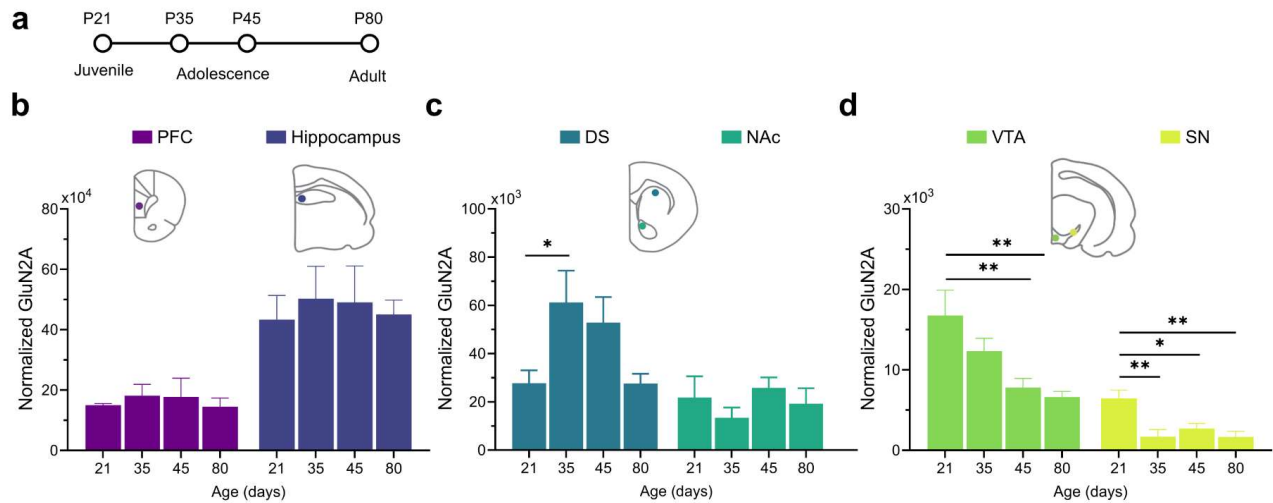 a
P21 P35 P45 P80
Juvenile Adolescence Adult
b
PFC Hippocampus
x10⁴
Normalized GluN2A
80
60
40
20
0
21 35 45 80 21 35 45 80
Age (days)
c
DS NAc
x10³
Normalized GluN2A
100
80
60
40
20
0
*
21 35 45 80 21 35 45 80
Age (days)
d
VTA SN
x10³
Normalized GluN2A
30
20
10
0
**
**
**
*
**
21 35 45 80 21 35 45 80
Age (days)